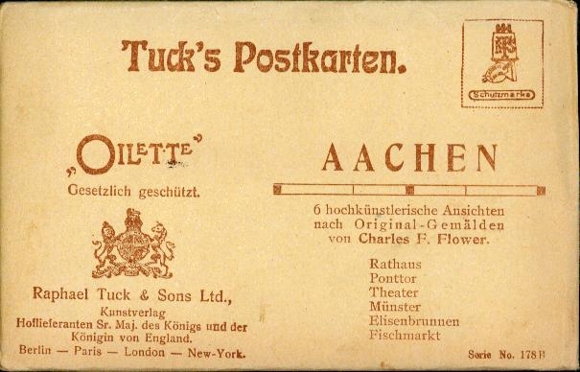 Tuck's Postkarten.
Schutzmarke
„OILETTE”
Gesetzlich geschützt.
Raphael Tuck & Sons Ltd.,
Kunstverlag
Hoflieferanten Sr. Maj. des Königs und der
Königin von England.
Berlin — Paris — London — New-York.
AACHEN
6 hochkünstlerische Ansichten
nach Original-Gemälden
von Charles F. Flower.
Rathaus
Ponttor
Theater
Münster
Elisenbrunnen
Fischmarkt
Serie No. 178 B